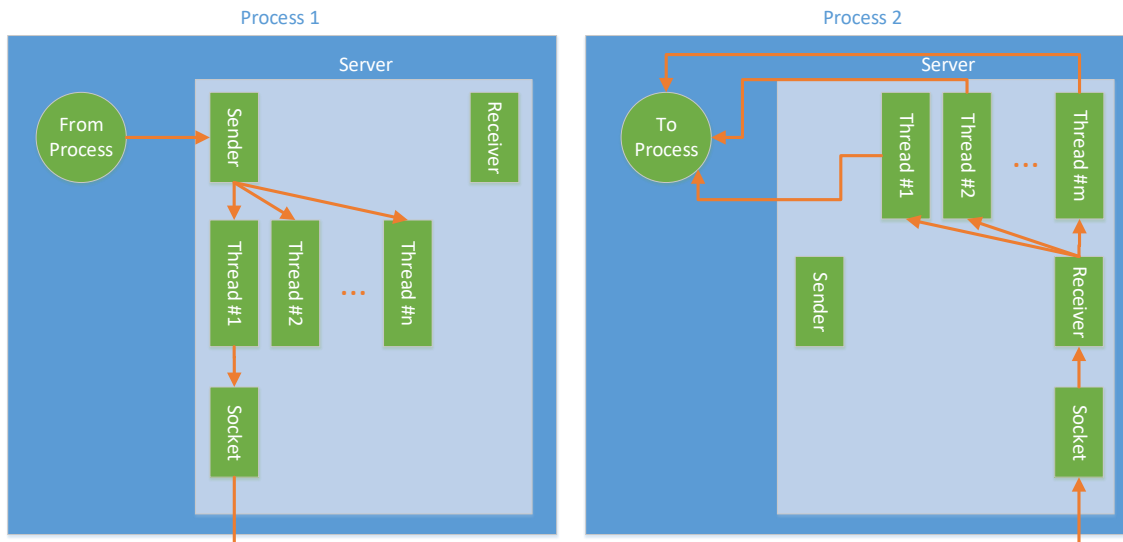 Process 1
Server
From
Process
Sender
Receiver
Thread #1
Thread #2
...
Thread #n
Socket
Process 2
Server
To
Process
Thread #1
Thread #2
...
Thread #m
Sender
Receiver
Socket